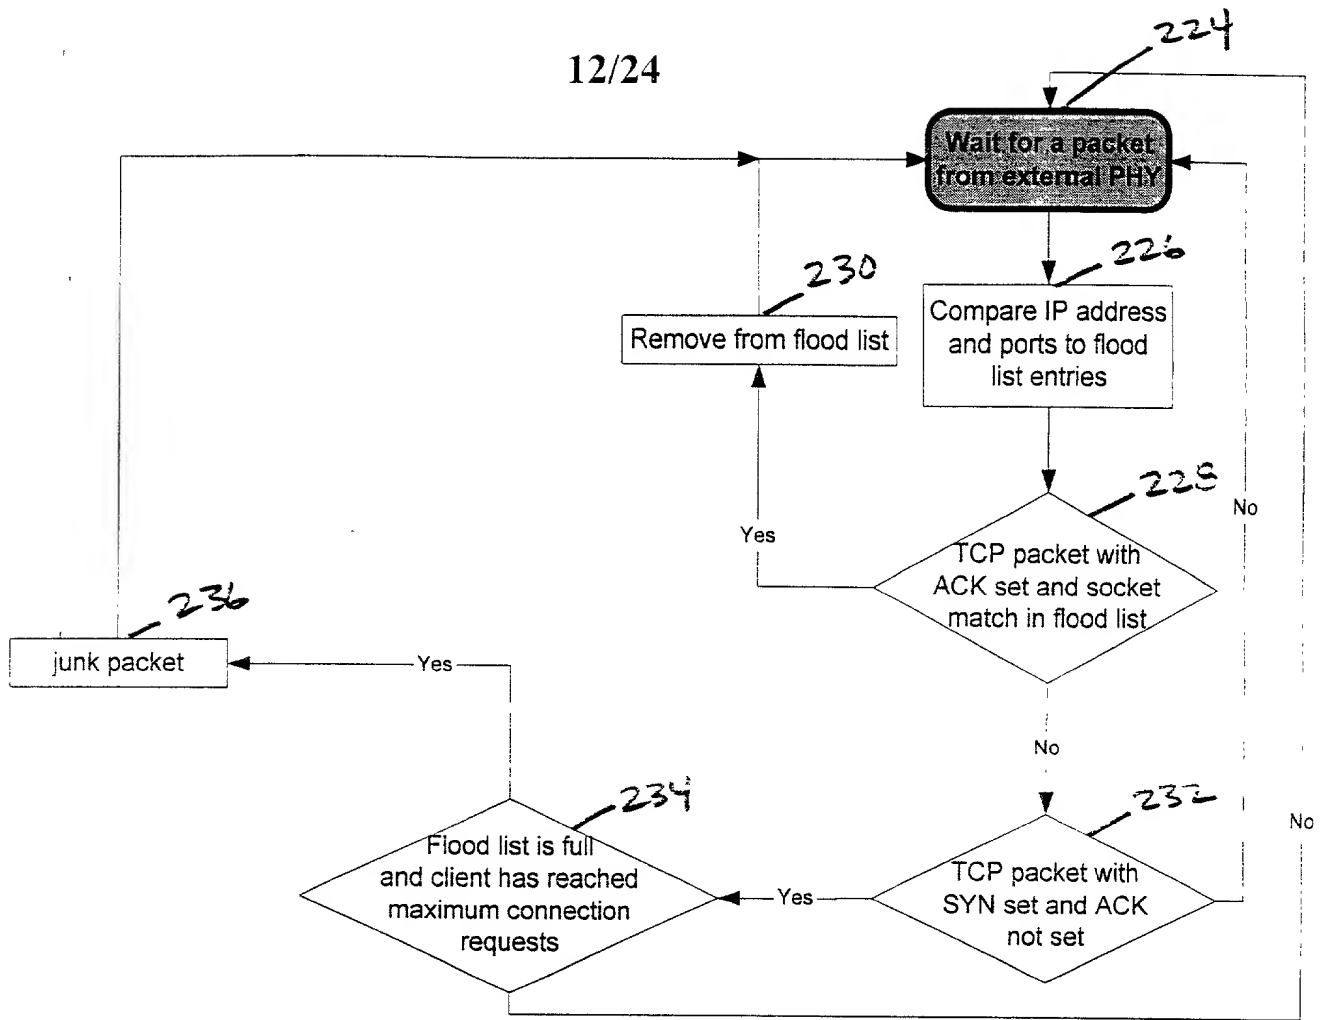 12/24
224
Wait for a packet
from external PHY
226
Compare IP address
and ports to flood
list entries
230
Remove from flood list
228
TCP packet with
ACK set and socket
match in flood list
Yes
No
No
236
junk packet
Yes
234
Flood list is full
and client has reached
maximum connection
requests
Yes
232
TCP packet with
SYN set and ACK
not set
No